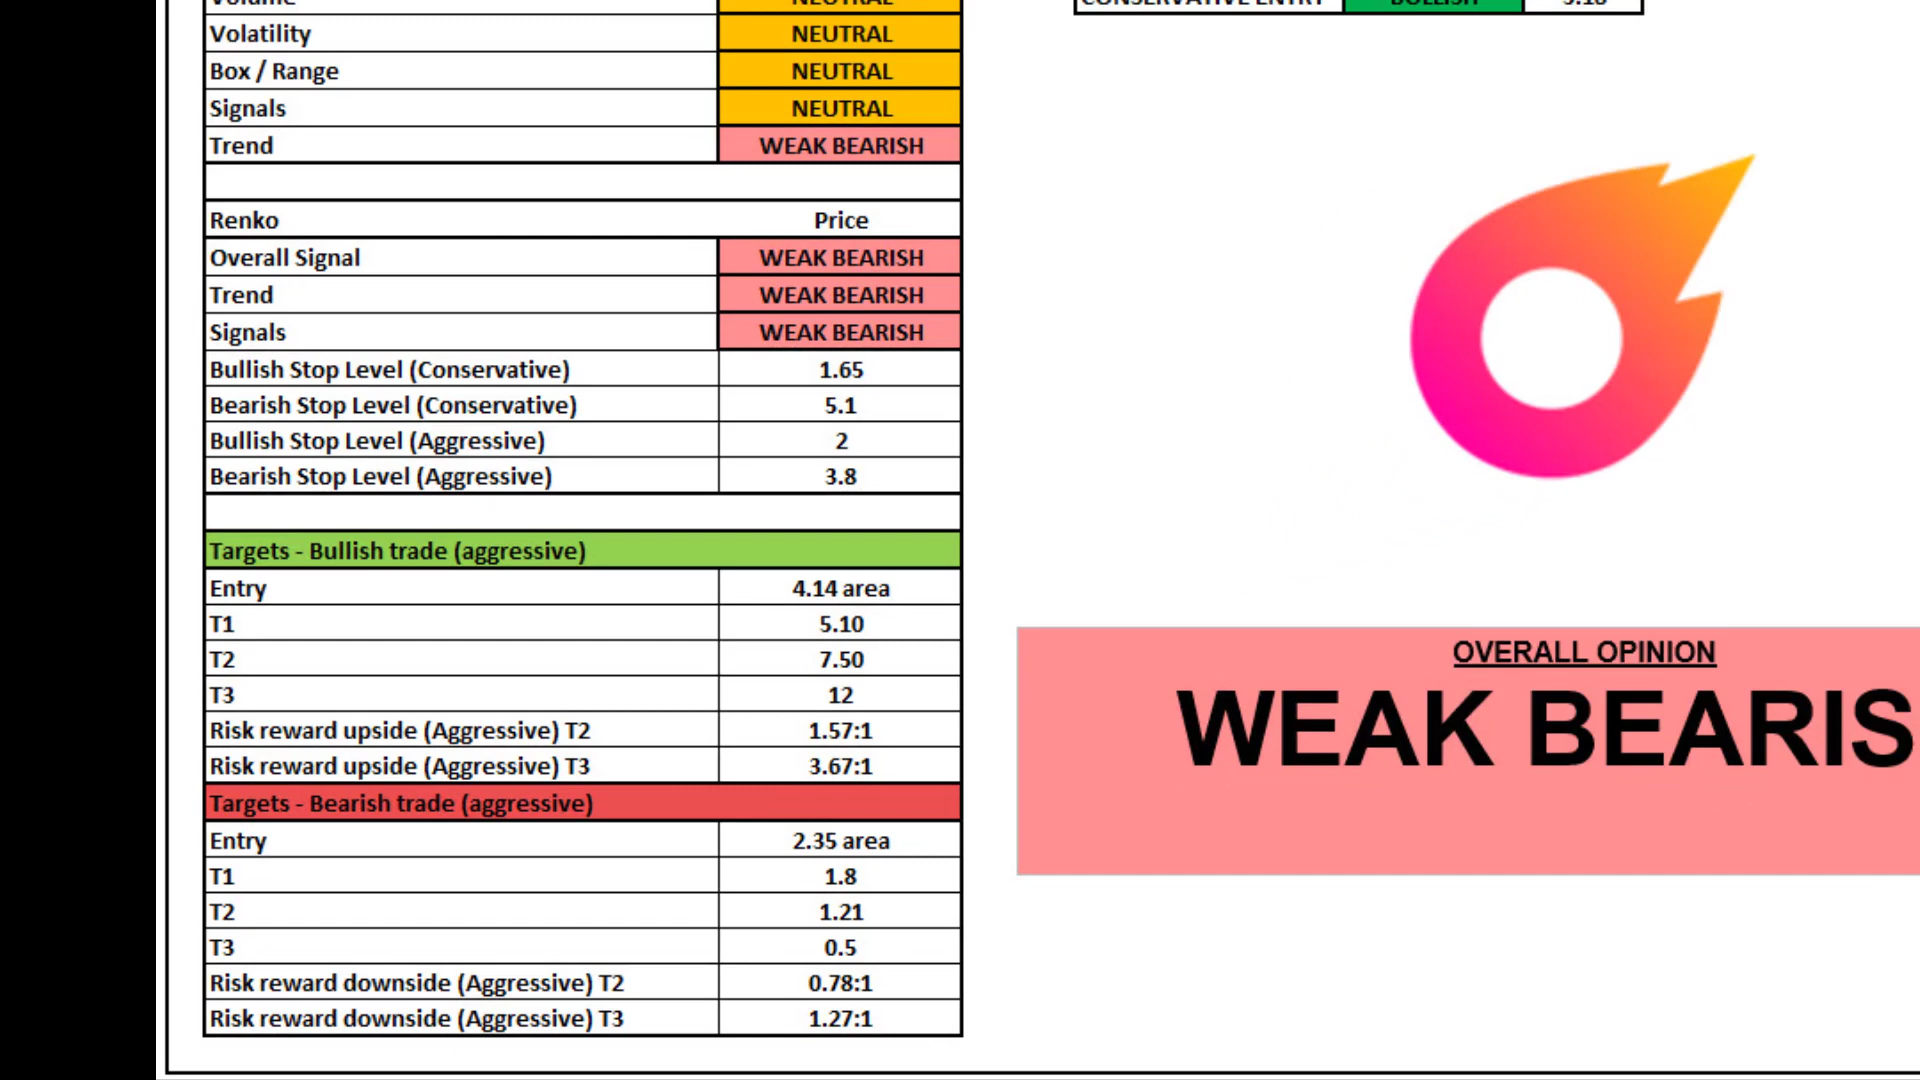 Volume NEUTRAL
Volatility NEUTRAL
Box / Range NEUTRAL
Signals NEUTRAL
Trend WEAK BEARISH
Renko Price
Overall Signal WEAK BEARISH
Trend WEAK BEARISH
Signals WEAK BEARISH
Bullish Stop Level (Conservative) 1.65
Bearish Stop Level (Conservative) 5.1
Bullish Stop Level (Aggressive) 2
Bearish Stop Level (Aggressive) 3.8
Targets - Bullish trade (aggressive)
Entry 4.14 area
T1 5.10
T2 7.50
T3 12
Risk reward upside (Aggressive) T2 1.57:1
Risk reward upside (Aggressive) T3 3.67:1
Targets - Bearish trade (aggressive)
Entry 2.35 area
T1 1.8
T2 1.21
T3 0.5
Risk reward downside (Aggressive) T2 0.78:1
Risk reward downside (Aggressive) T3 1.27:1
CONSERVATIVE ENTRY BULLISH
OVERALL OPINION
WEAK BEARIS